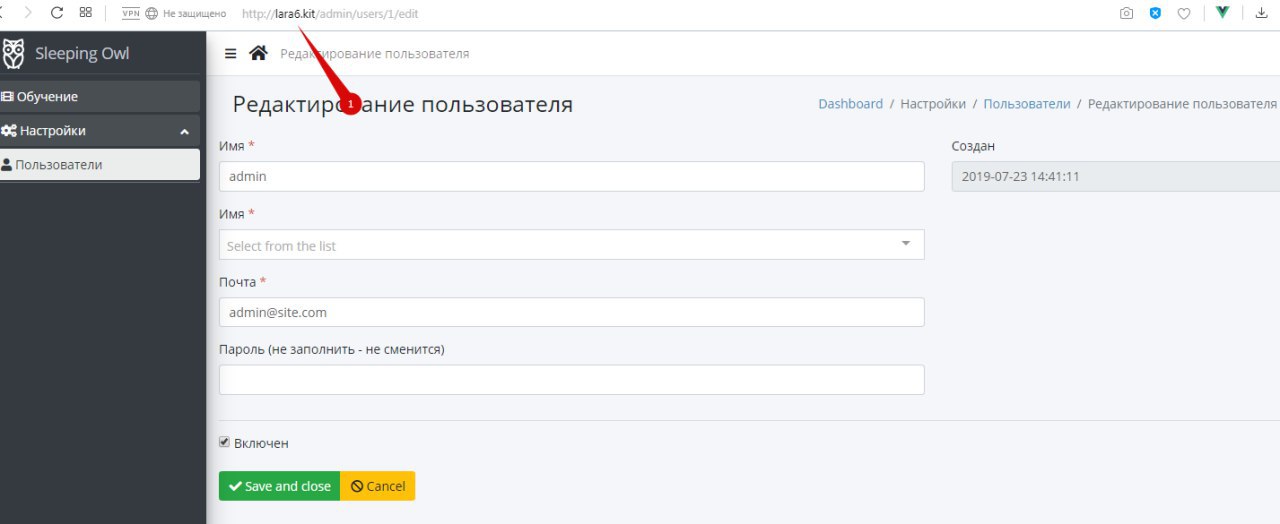 VPN Не защищено http://lara6.kit/admin/users/1/edit
Sleeping Owl
Редактирование пользователя
Обучение
Настройки
Пользователи
1
Редактирование пользователя
Dashboard / Настройки / Пользователи / Редактирование пользователя
Имя *
admin
Создан
2019-07-23 14:41:11
Имя *
Select from the list
Почта *
admin@site.com
Пароль (не заполнить - не сменится)
Включен
Save and close
Cancel